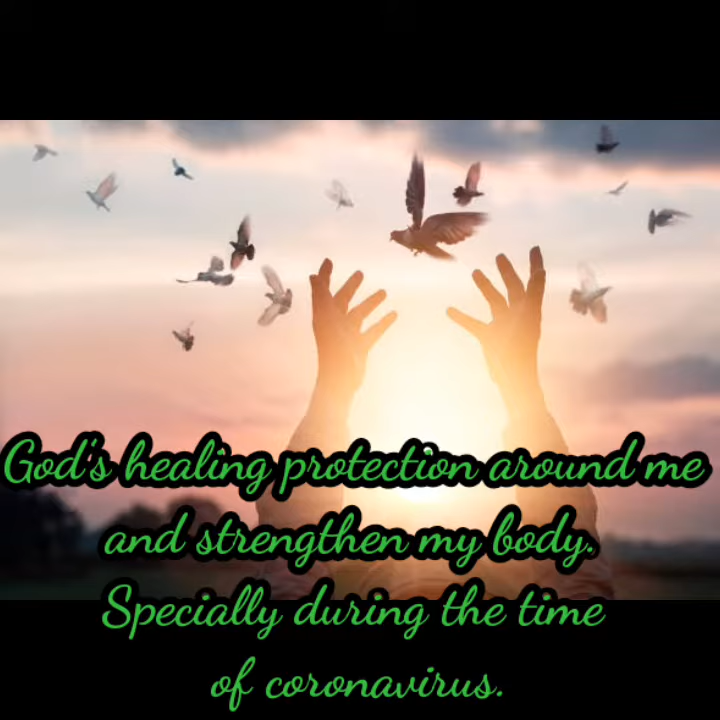 God's healing protection around me
and strengthen my body.
Specially during the time
of coronavirus.